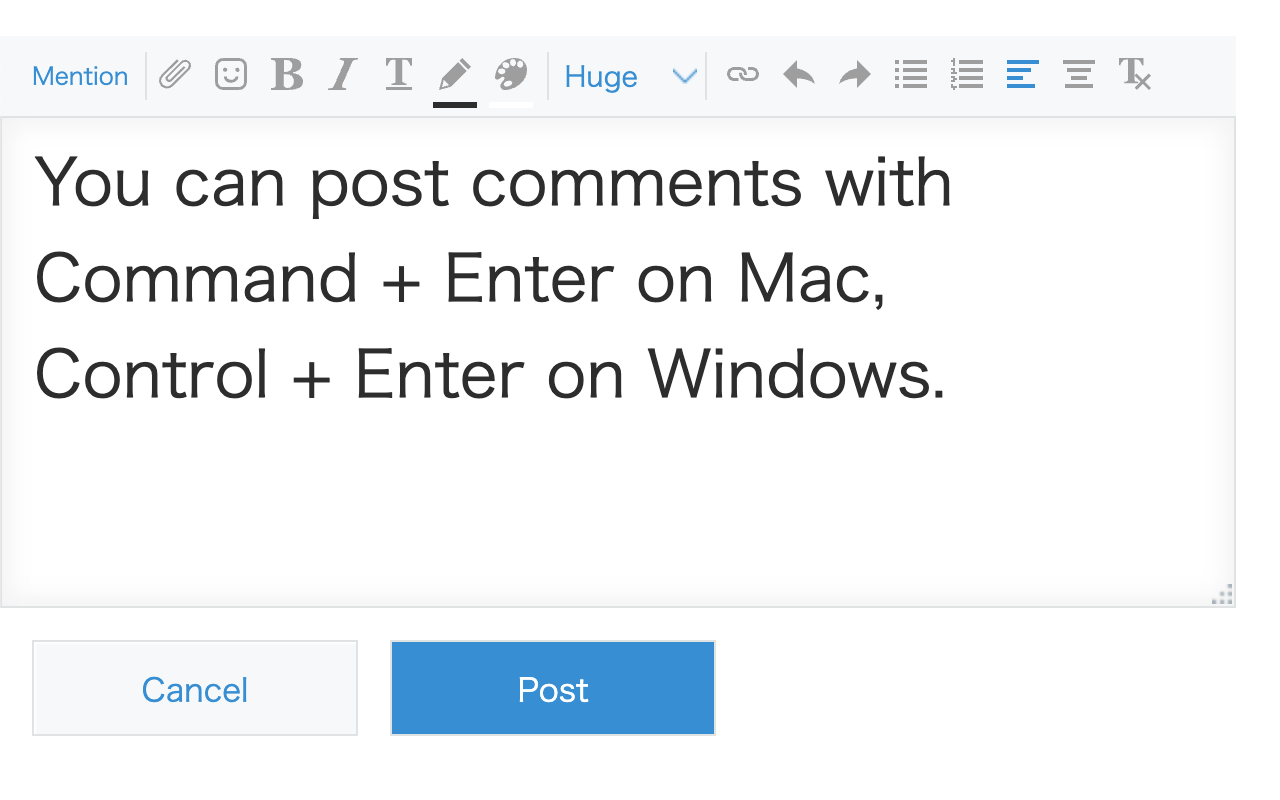 Mention Huge
You can post comments with
Command + Enter on Mac,
Control + Enter on Windows.
Cancel Post